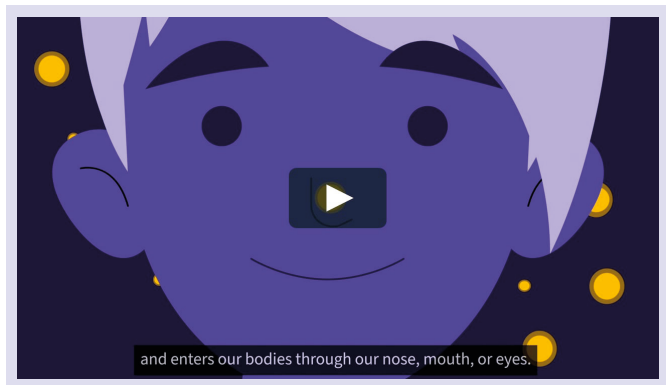 and enters our bodies through our nose, mouth, or eyes.